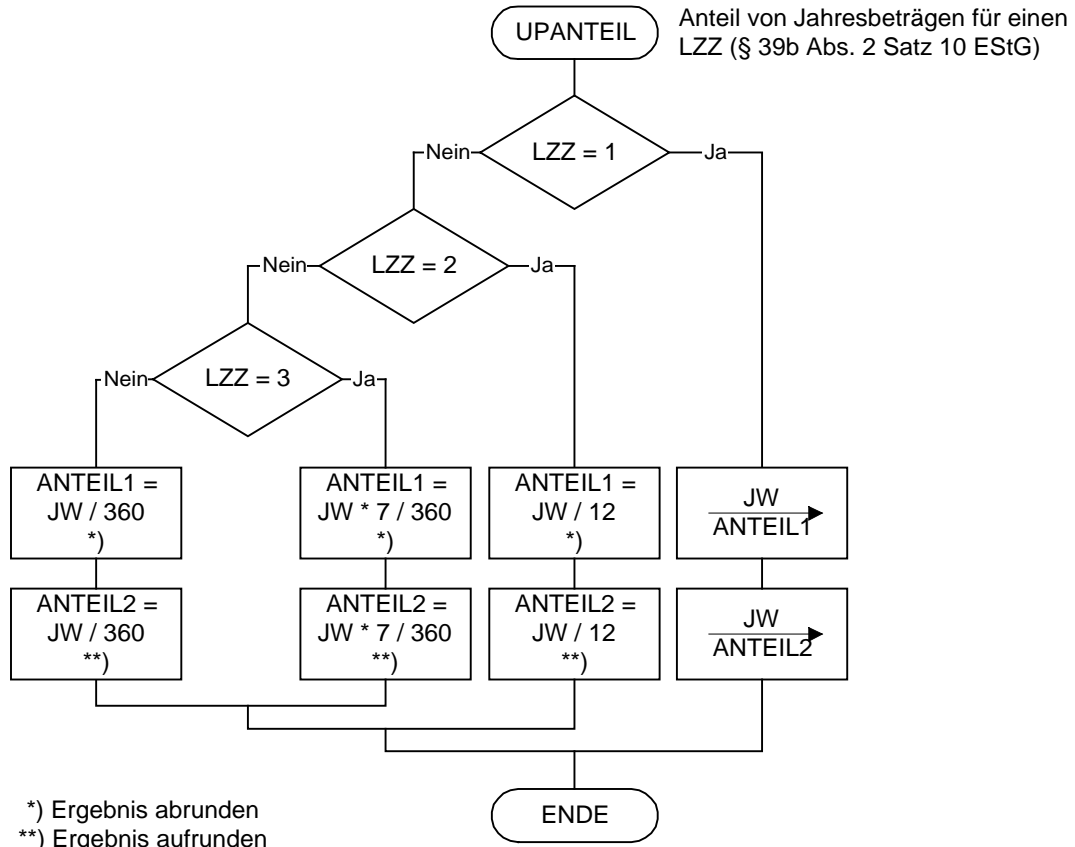 UPANTEIL
Anteil von Jahresbeträgen für einen
LZZ (§ 39b Abs. 2 Satz 10 EStG)
Nein
LZZ = 1
Ja
Nein
LZZ = 2
Ja
Nein
LZZ = 3
Ja
ANTEIL1 =
JW / 360
*)
ANTEIL1 =
JW * 7 / 360
*)
ANTEIL1 =
JW / 12
*)
JW
ANTEIL1
ANTEIL2 =
JW / 360
**)
ANTEIL2 =
JW * 7 / 360
**)
ANTEIL2 =
JW / 12
**)
JW
ANTEIL2
ENDE
*) Ergebnis abrunden
**) Ergebnis aufrunden